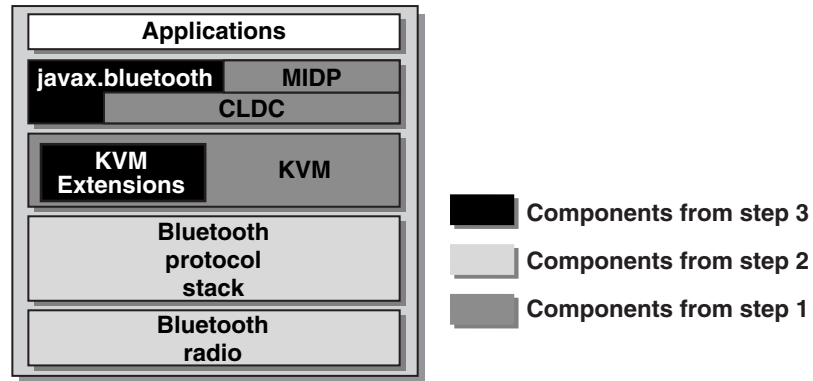 Applications
javax.bluetooth MIDP
CLDC
KVM
Extensions
KVM
Bluetooth
protocol
stack
Bluetooth
radio
Components from step 3
Components from step 2
Components from step 1